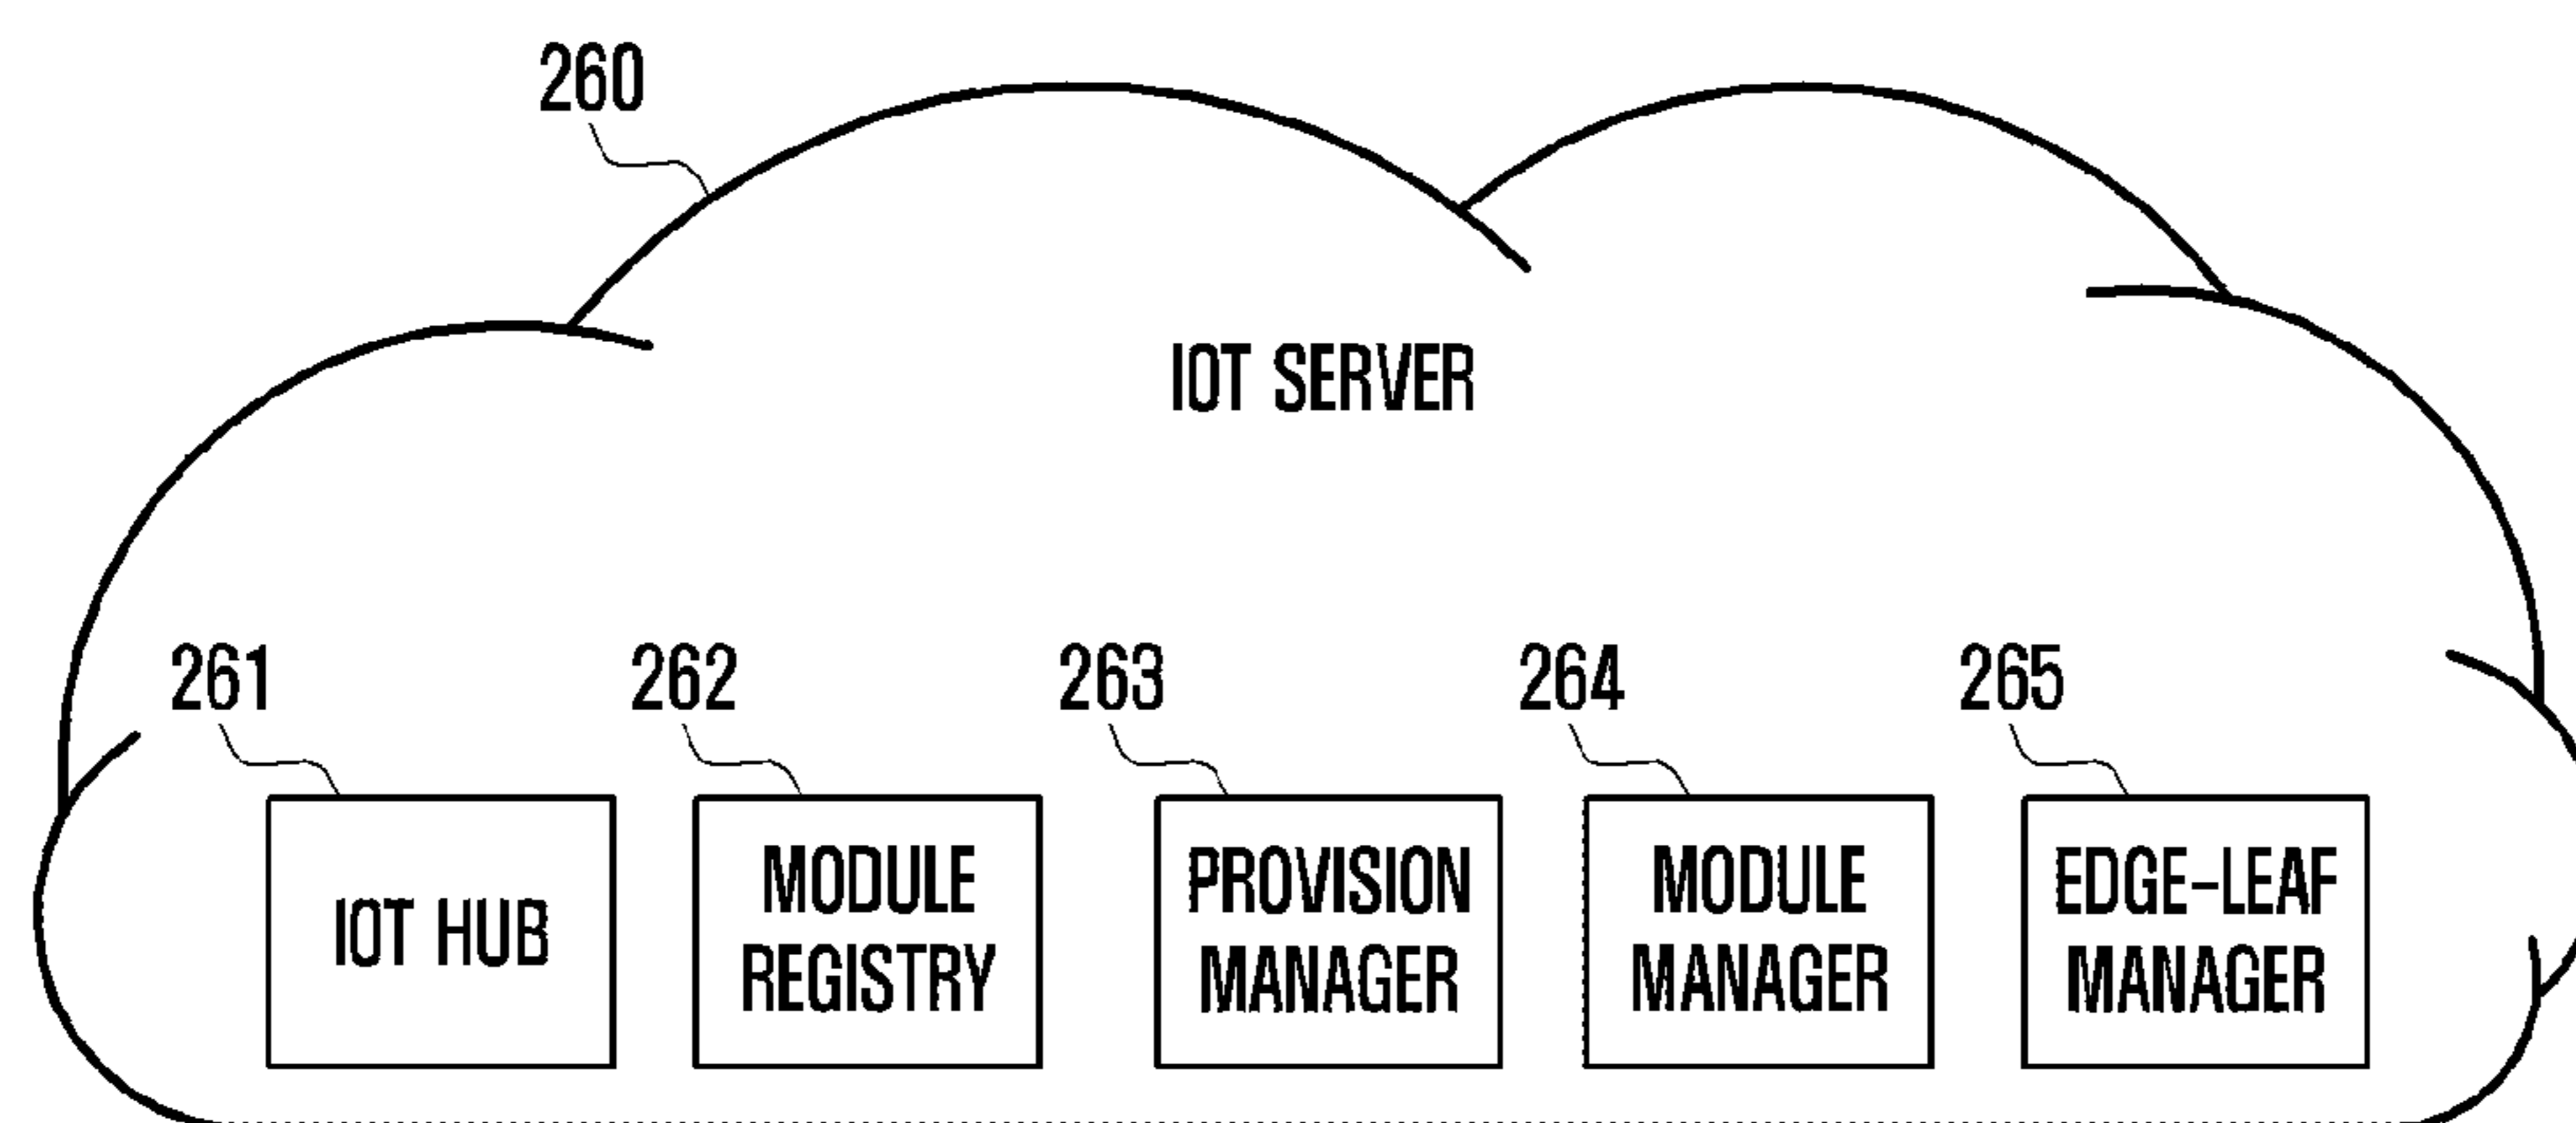 260
IOT SERVER
261
262
263
264
265
IOT HUB
MODULE
REGISTRY
PROVISION
MANAGER
MODULE
MANAGER
EDGE-LEAF
MANAGER